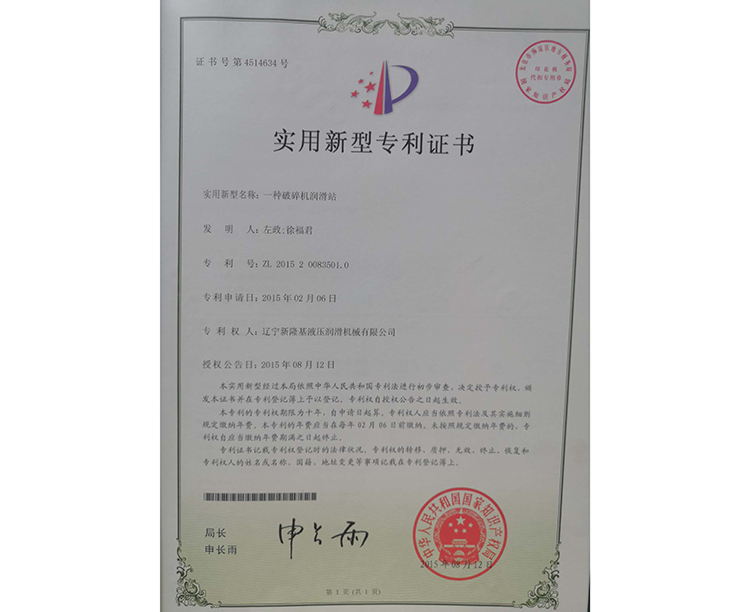 证书号第4514634号
印花税
代扣专用章
国家知识产权局
实用新型专利证书
实用新型名称：一种破碎机润滑站
发明人：左政;徐福君
专利号：ZL 2015 2 0083501.0
专利申请日：2015年02月06日
专利权人：辽宁新隆基液压润滑机械有限公司
授权公告日：2015年08月12日
本实用新型经过本局依照中华人民共和国专利法进行初步审查，决定授予专利权，颁
发本证书并在专利登记簿上予以登记。专利权自授权公告之日起生效。
本专利的专利权期限为十年，自申请日起算。专利权人应当依照专利法及其实施细则
规定缴纳年费。本专利的年费应当在每年02月06日前缴纳。未按照规定缴纳年费的，专
利权自应当缴纳年费期满之日起终止。
专利证书记载专利权登记时的法律状况。专利权的转移、质押、无效、终止、恢复和
专利权人的姓名或名称、国籍、地址变更等事项记载在专利登记簿上。
局长
申长雨
申长雨
中华人民共和国国家知识产权局
2015年08月12日
第1页（共1页）